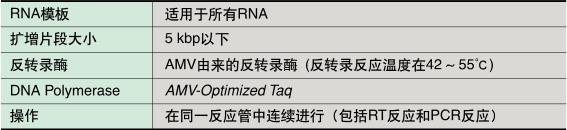 RNA模板 适用于所有RNA
扩增片段大小 5 kbp以下
反转录酶 AMV由来的反转录酶 (反转录反应温度在42～55℃)
DNA Polymerase AMV-Optimized Taq
操作 在同一反应管中连续进行（包括RT反应和PCR反应）